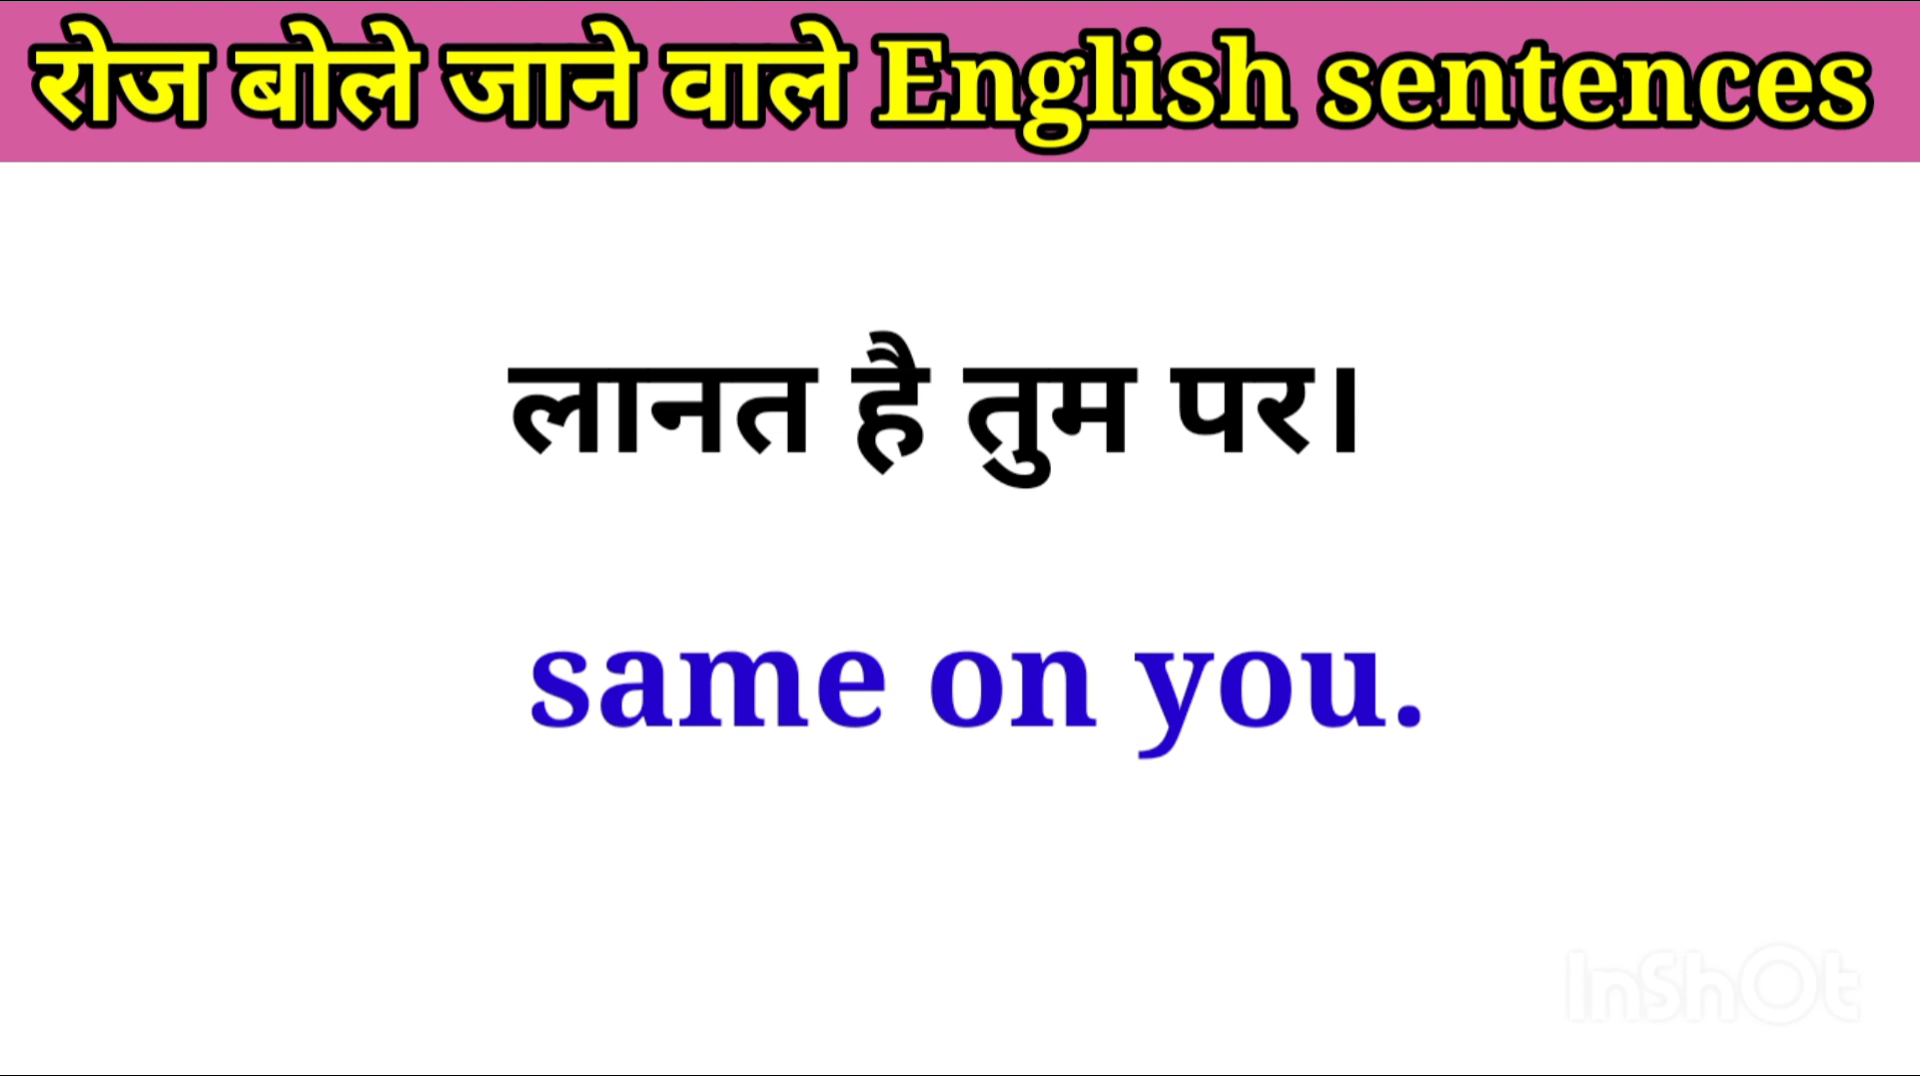 रोज बोले जाने वाले English sentences
लानत है तुम पर।
same on you.
InShOt